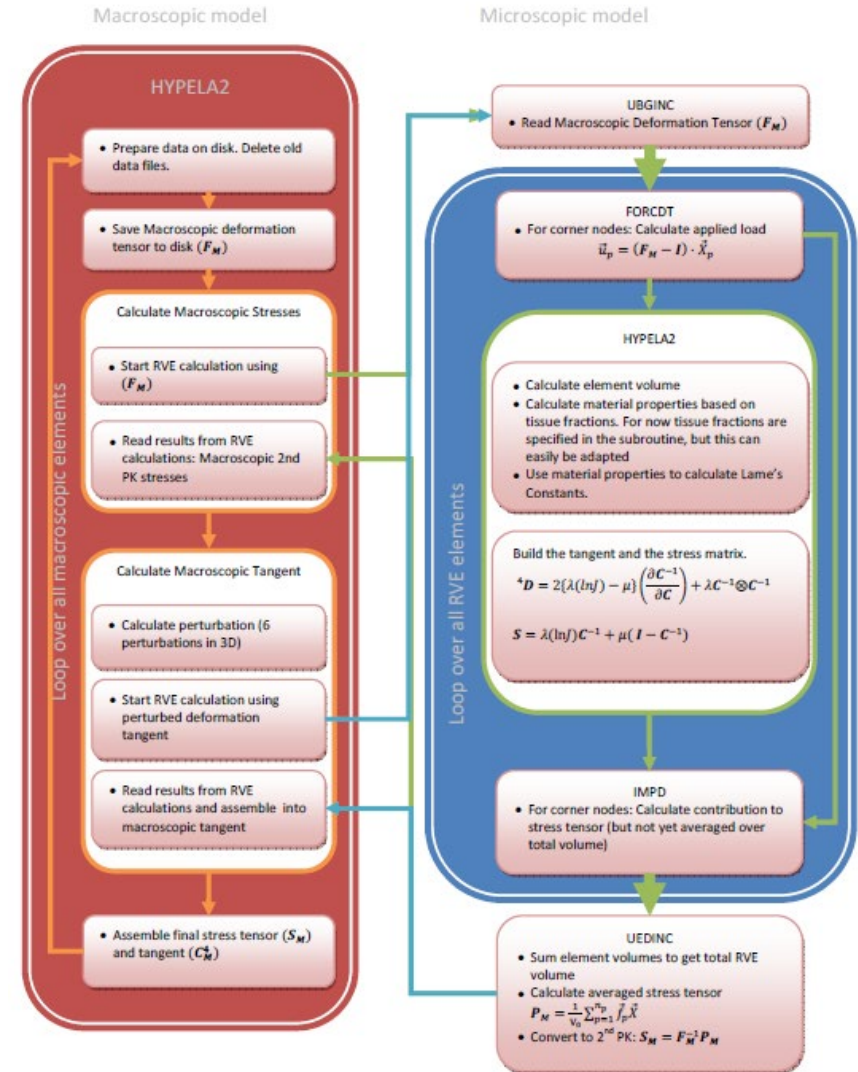 Macroscopic model
Microscopic model
HYPELA2
• Prepare data on disk. Delete old
data files.
• Save Macroscopic deformation
tensor to disk (F_M)
Calculate Macroscopic Stresses
• Start RVE calculation using
(F_M)
• Read results from RVE
calculations: Macroscopic 2nd
PK stresses
Calculate Macroscopic Tangent
• Calculate perturbation (6
perturbations in 3D)
• Start RVE calculation using
perturbed deformation
tangent
• Read results from RVE
calculations and assemble into
macroscopic tangent
• Assemble final stress tensor (S_M)
and tangent (C_M^4)
Loop over all macroscopic elements
UBGINC
• Read Macroscopic Deformation Tensor (F_M)
FORCDT
• For corner nodes: Calculate applied load
u⃗_p = (F_M − I) · X⃗_p
HYPELA2
• Calculate element volume
• Calculate material properties based on
tissue fractions. For now tissue fractions are
specified in the subroutine, but this can
easily be adapted
• Use material properties to calculate Lame's
Constants.
Build the tangent and the stress matrix.
⁴D = 2{λ(lnJ) − μ}(∂C⁻¹/∂C) + λC⁻¹⊗C⁻¹
S = λ(lnJ)C⁻¹ + μ( I − C⁻¹)
IMPD
• For corner nodes: Calculate contribution to
stress tensor (but not yet averaged over
total volume)
Loop over all RVE elements
UEDINC
• Sum element volumes to get total RVE
volume
• Calculate averaged stress tensor
P_M = 1/V₀ ∑_{p=1}^{n_p} f⃗_p X⃗
• Convert to 2nd PK: S_M = F_M⁻¹ P_M